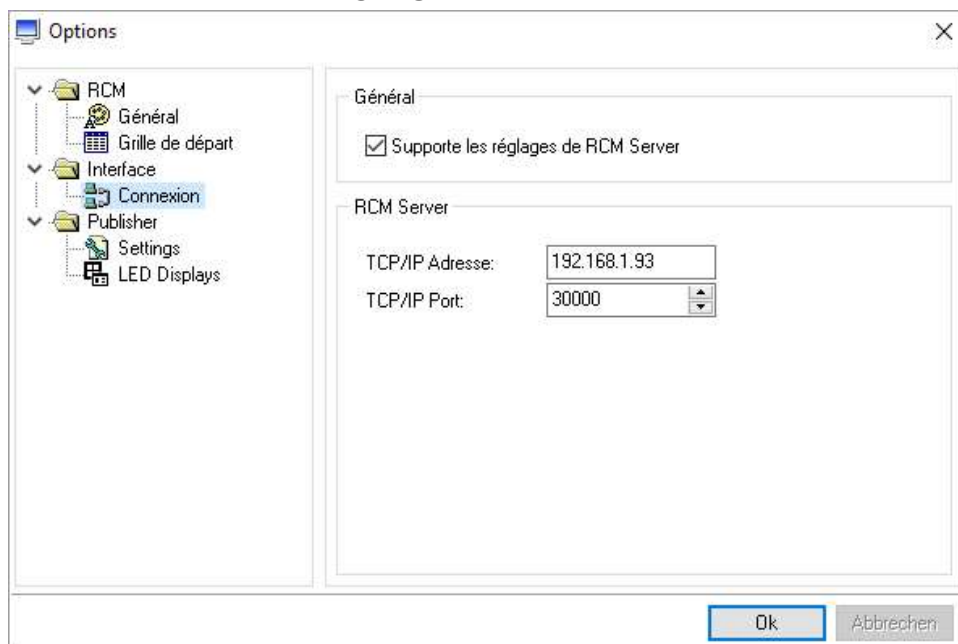 Options
RCM
Général
Grille de départ
Interface
Connexion
Publisher
Settings
LED Displays
Général
Supporte les réglages de RCM Server
RCM Server
TCP/IP Adresse: 192.168.1.93
TCP/IP Port: 30000
Ok Abbrechen